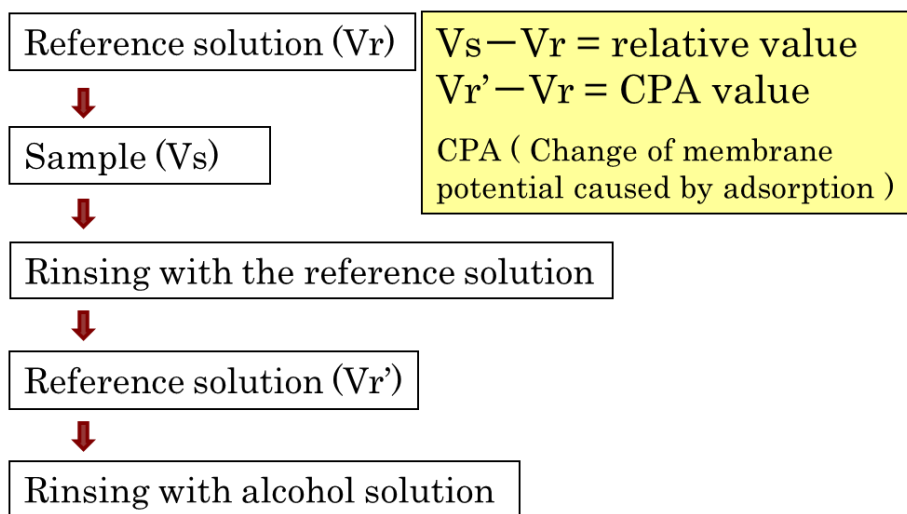 Reference solution (Vr)
Vs－Vr = relative value
Vr’－Vr = CPA value
CPA ( Change of membrane
potential caused by adsorption )
Sample (Vs)
Rinsing with the reference solution
Reference solution (Vr’)
Rinsing with alcohol solution